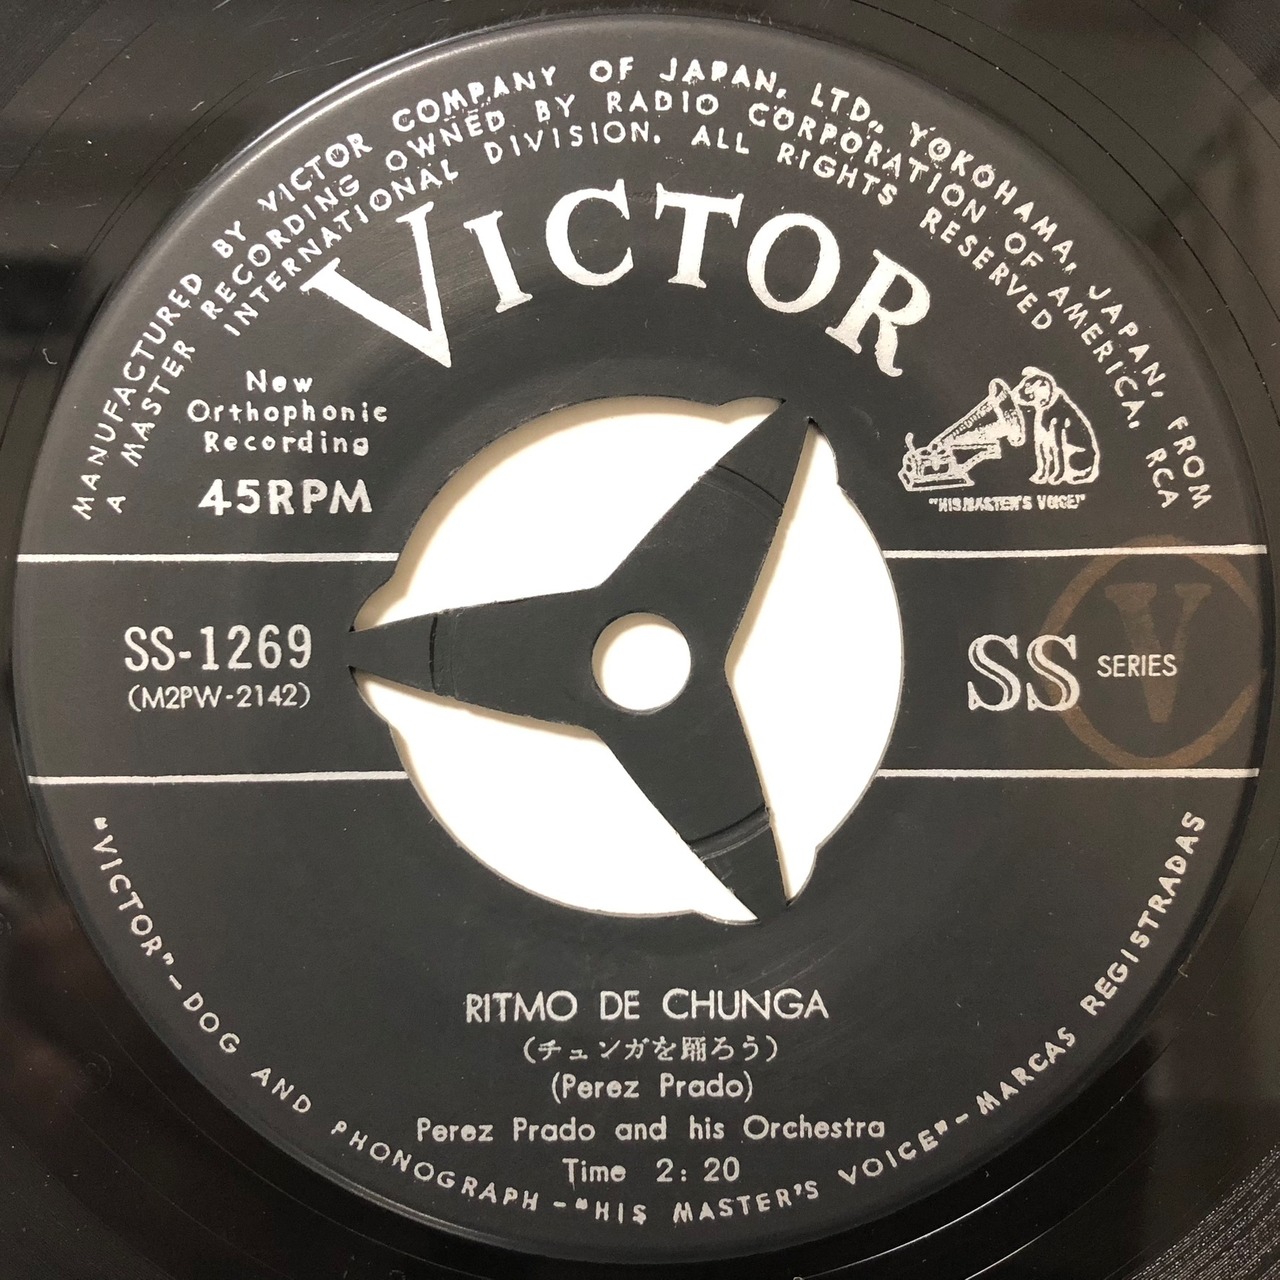 MANUFACTURED BY VICTOR COMPANY OF JAPAN, LTD., YOKOHAMA, JAPAN, FROM
A MASTER RECORDING OWNED BY RADIO CORPORATION OF AMERICA, RCA
INTERNATIONAL DIVISION. ALL RIGHTS RESERVED
VICTOR
New
Orthophonic
Recording
45RPM
"HIS MASTER'S VOICE"
SS-1269
(M2PW-2142)
SS SERIES
V
RITMO DE CHUNGA
(チュンガを踊ろう)
(Perez Prado)
Perez Prado and his Orchestra
Time 2:20
"VICTOR"-DOG AND PHONOGRAPH-"HIS MASTER'S VOICE"-MARCAS REGISTRADAS